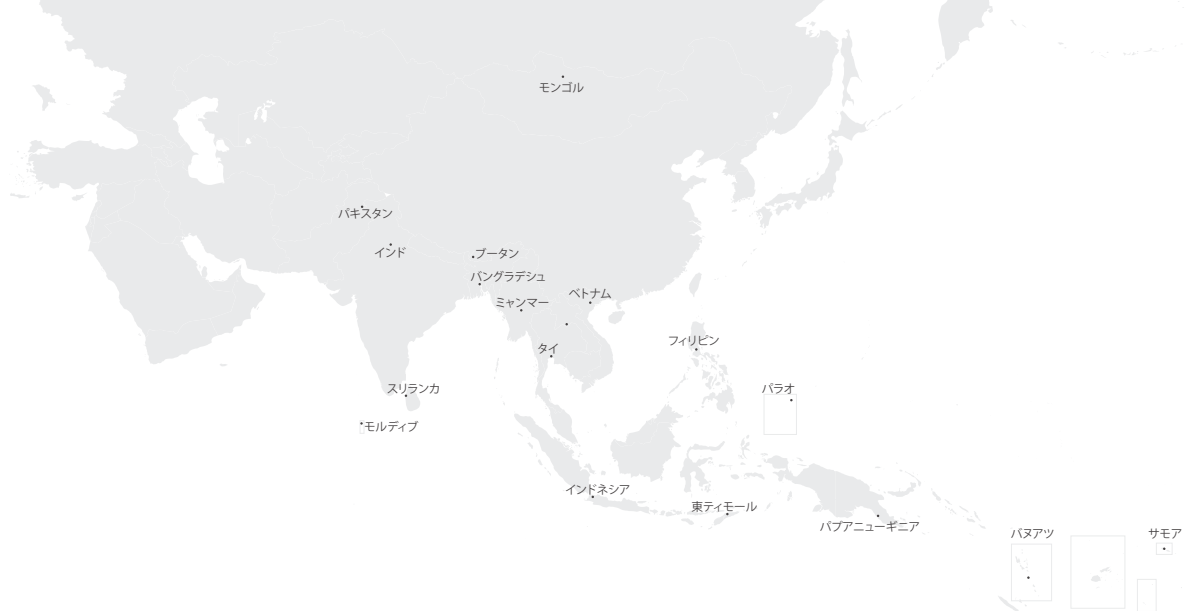 モンゴル
パキスタン
インド
ブータン
バングラデシュ
ベトナム
ミャンマー
フィリピン
タイ
スリランカ
パラオ
モルディブ
インドネシア
東ティモール
パプアニューギニア
バヌアツ
サモア